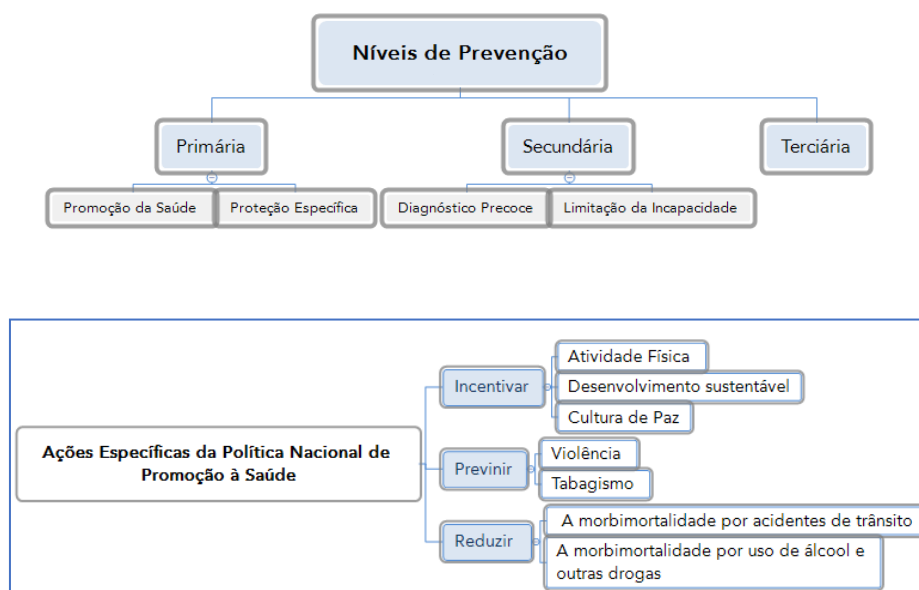 Níveis de Prevenção
Primária
Secundária
Terciária
Promoção da Saúde
Proteção Específica
Diagnóstico Precoce
Limitação da Incapacidade
Ações Específicas da Política Nacional de
Promoção à Saúde
Incentivar
Atividade Física
Desenvolvimento sustentável
Cultura de Paz
Previnir
Violência
Tabagismo
Reduzir
A morbimortalidade por acidentes de trânsito
A morbimortalidade por uso de álcool e
outras drogas